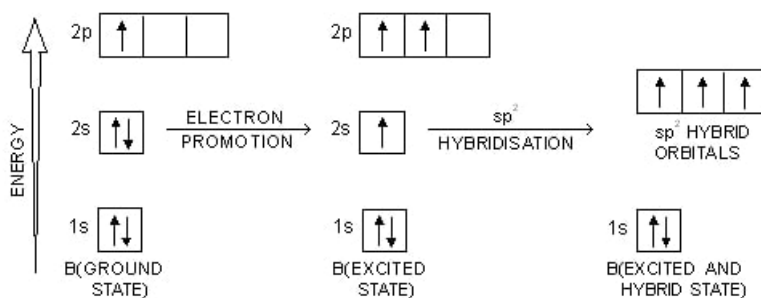 2p
2p
ENERGY
2s
ELECTRON
PROMOTION
2s
sp²
HYBRIDISATION
sp² HYBRID
ORBITALS
1s
1s
1s
B(GROUND
STATE)
B(EXCITED
STATE)
B(EXCITED AND
HYBRID STATE)